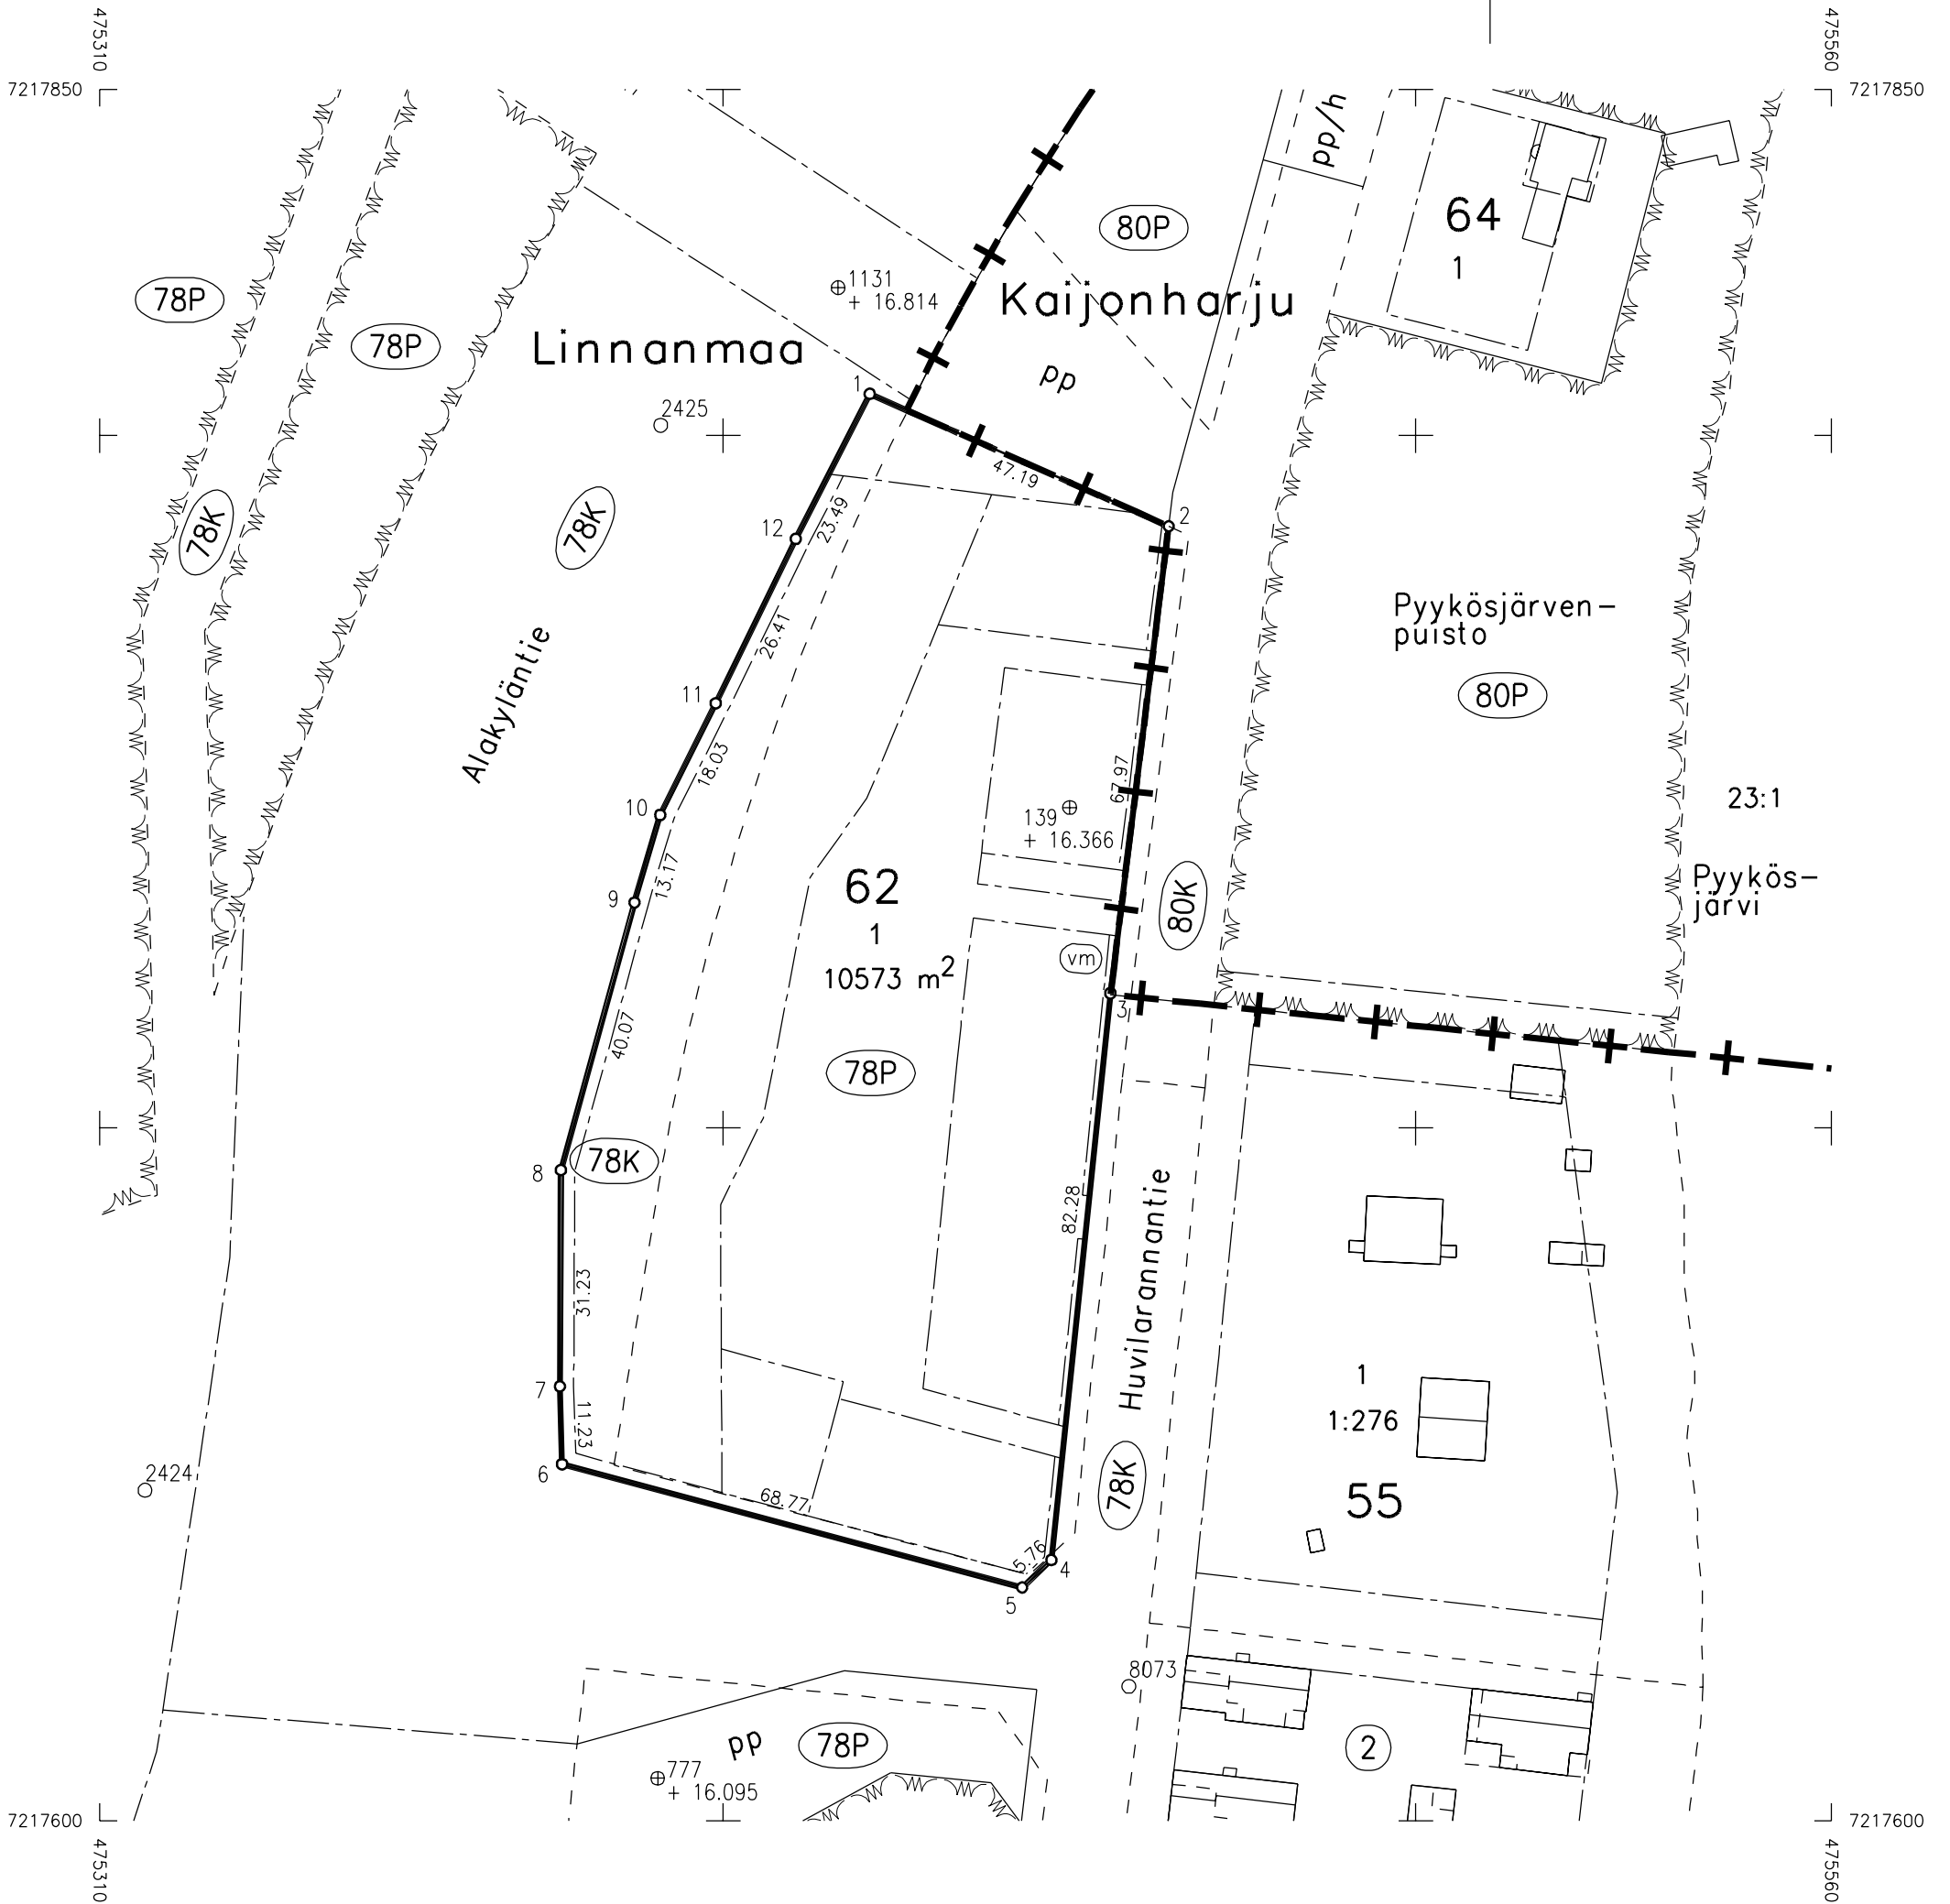 475310
475560
7217850
7217850
pp/h
64
1
80P
78P
78P
1131
+ 16.814
Kaijonharju
Linnanmaa
pp
1
2425
47.19
2
12
23.49
78K
78K
26.41
Alakyläntie
Pyykösjärven-
puisto
80P
11
18.03
67.97
10
139
+ 16.366
23:1
13.17
9
62
1
10573 m²
80K
vm
Pyykös-
järvi
3
40.07
78P
8
78K
82.28
Huvilarannantie
31.23
7
11.23
1
1:276
55
6
2424
68.77
78K
5.76
4
5
8073
pp
78P
2
777
+ 16.095
7217600
7217600
475310
475560